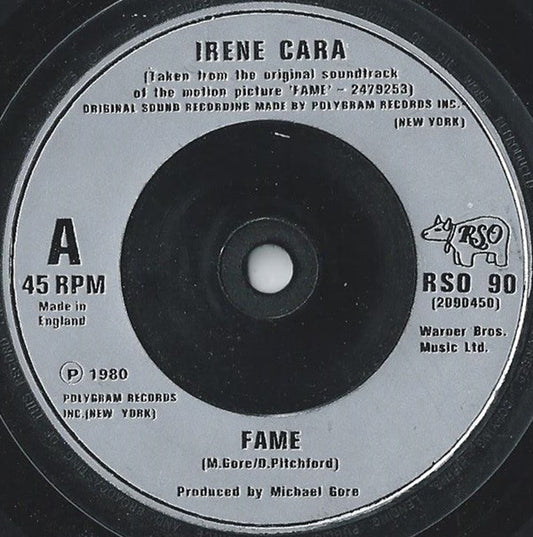 IRENE CARA
(Taken from the original soundtrack
of the motion picture 'FAME' - 2479253)
ORIGINAL SOUND RECORDING MADE BY POLYGRAM RECORDS INC.
(NEW YORK)
A
45 RPM
Made in
England
RSO
RSO 90
(2090450)
Warner Bros.
Music Ltd.
Ⓟ 1980
POLYGRAM RECORDS
INC.(NEW YORK)
FAME
(M.Gore/D.Pitchford)
Produced by Michael Gore